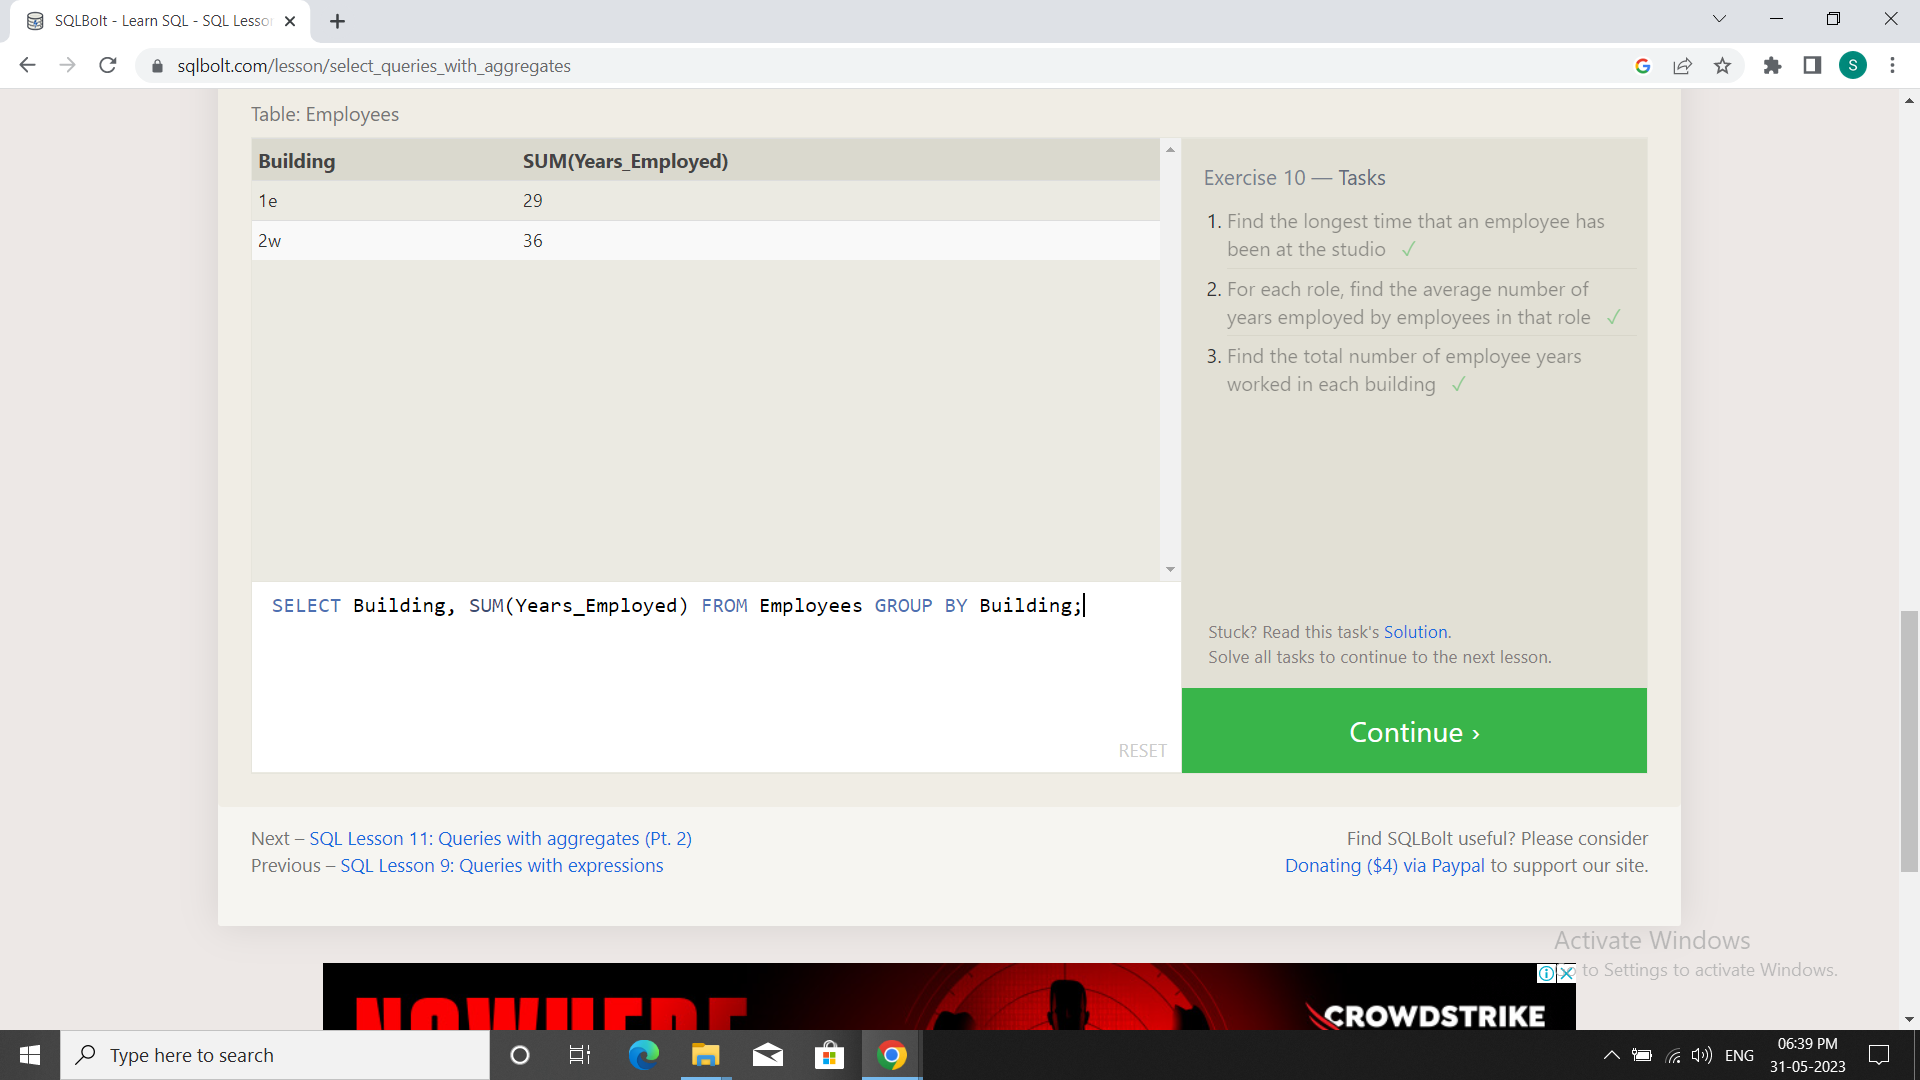 SQLBolt - Learn SQL - SQL Lesso
sqlbolt.com/lesson/select_queries_with_aggregates
S
Table: Employees
Building SUM(Years_Employed)
1e 29
2w 36
SELECT Building, SUM(Years_Employed) FROM Employees GROUP BY Building;
RESET
Exercise 10 — Tasks
1. Find the longest time that an employee has
been at the studio ✓
2. For each role, find the average number of
years employed by employees in that role ✓
3. Find the total number of employee years
worked in each building ✓
Stuck? Read this task's Solution.
Solve all tasks to continue to the next lesson.
Continue ›
Next – SQL Lesson 11: Queries with aggregates (Pt. 2)
Previous – SQL Lesson 9: Queries with expressions
Find SQLBolt useful? Please consider
Donating ($4) via Paypal to support our site.
Activate Windows
to Settings to activate Windows.
NOWHERE
CROWDSTRIKE
Type here to search
ENG
06:39 PM
31-05-2023